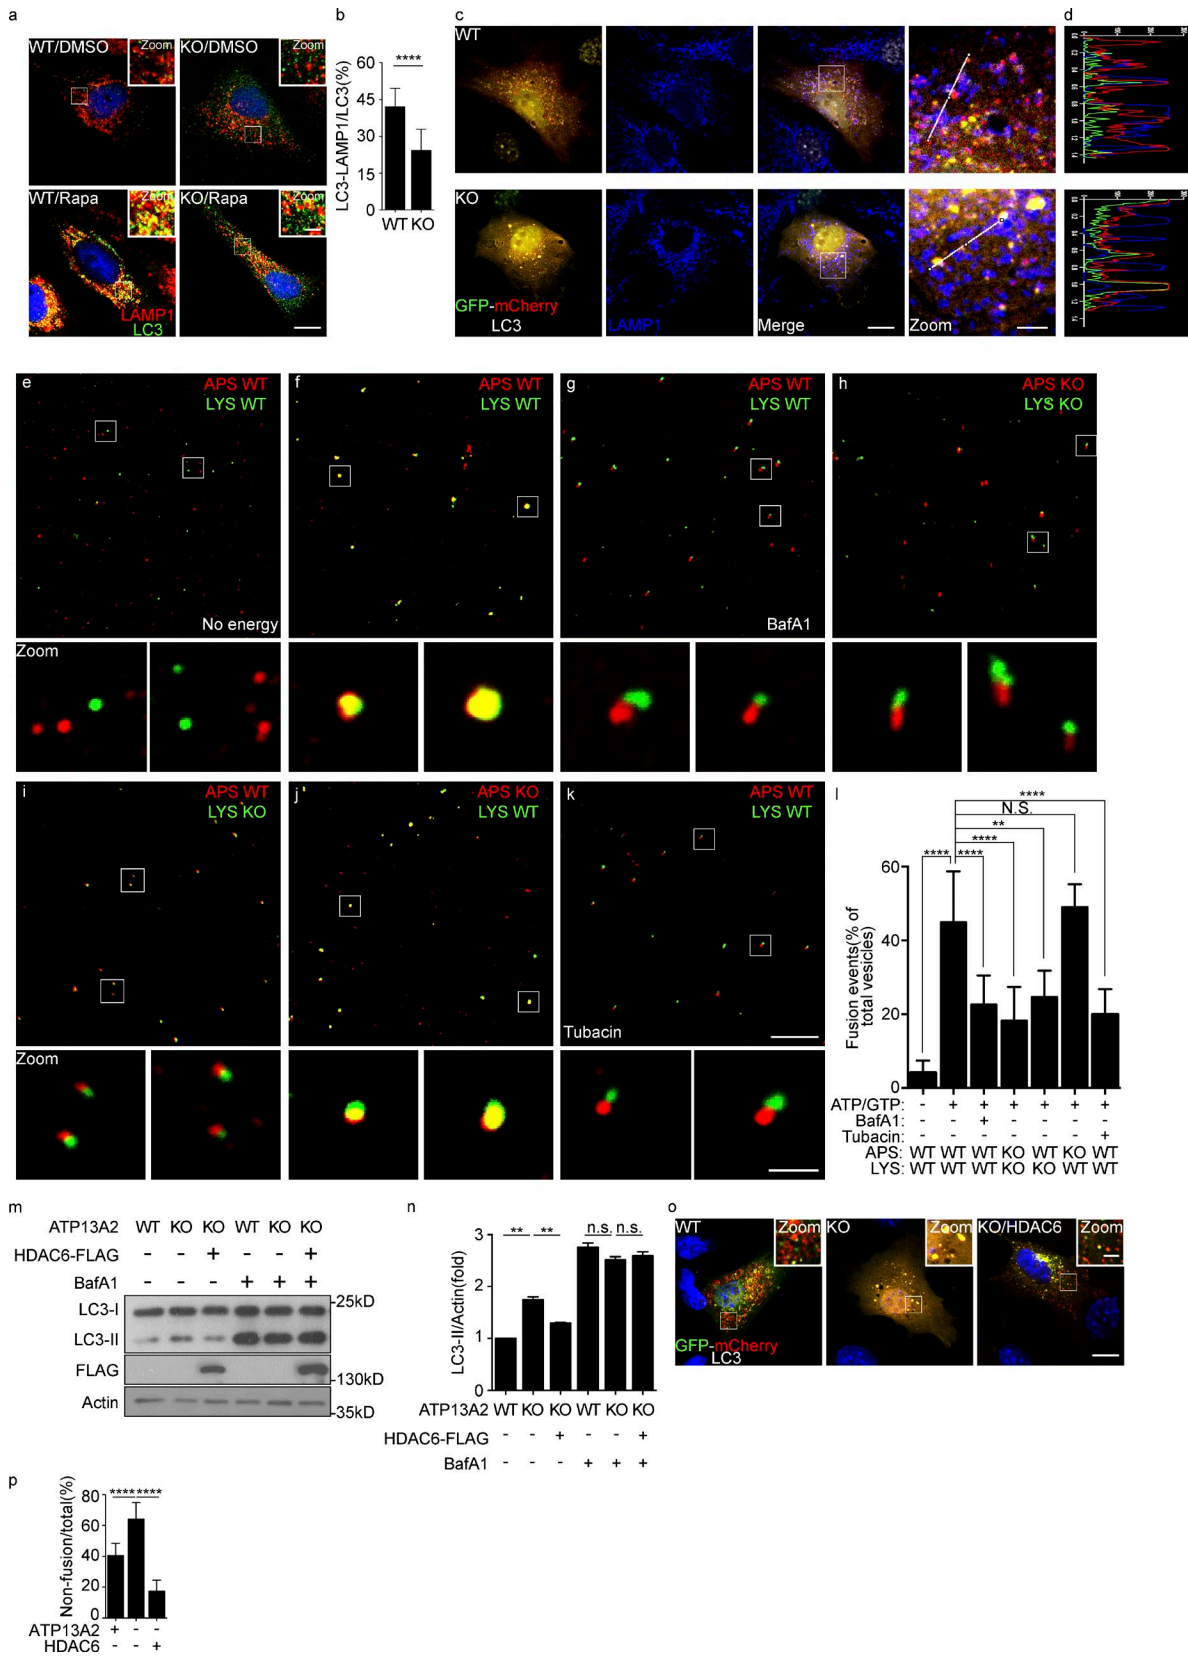 a
WT/DMSO
Zoom
KO/DMSO
Zoom
WT/Rapa
Zoom
KO/Rapa
Zoom
LAMP1
LC3
b
****
LC3-LAMP1/LC3(%)
60
45
30
15
0
WT KO
c
WT
KO
GFP-mCherry
LC3
LAMP1
Merge
Zoom
d
e
APS WT
LYS WT
No energy
f
APS WT
LYS WT
g
APS WT
LYS WT
BafA1
h
APS KO
LYS KO
Zoom
i
APS WT
LYS KO
j
APS KO
LYS WT
k
APS WT
LYS WT
Tubacin
Zoom
l
****
N.S.
**
****
**** ****
Fusion events(% of
total vesicles)
60
40
20
0
ATP/GTP: - + + + + + +
BafA1: - - + - - - -
Tubacin: - - - - - - +
APS: WT WT WT KO WT KO WT
LYS: WT WT WT KO KO WT WT
m
ATP13A2 WT KO KO WT KO KO
HDAC6-FLAG - - + - - +
BafA1 - - - + + +
LC3-I
-25kD
LC3-II
FLAG
-130kD
Actin
-35kD
n
LC3-II/Actin(fold)
3
2
1
0
** ** n.s. n.s.
ATP13A2 WT KO KO WT KO KO
HDAC6-FLAG - - + - - +
BafA1 - - - + + +
o
WT
Zoom
KO
Zoom
KO/HDAC6
Zoom
GFP-mCherry
LC3
p
Non-fusion/total(%)
80
60
40
20
0
********
ATP13A2 + - -
HDAC6 - - +